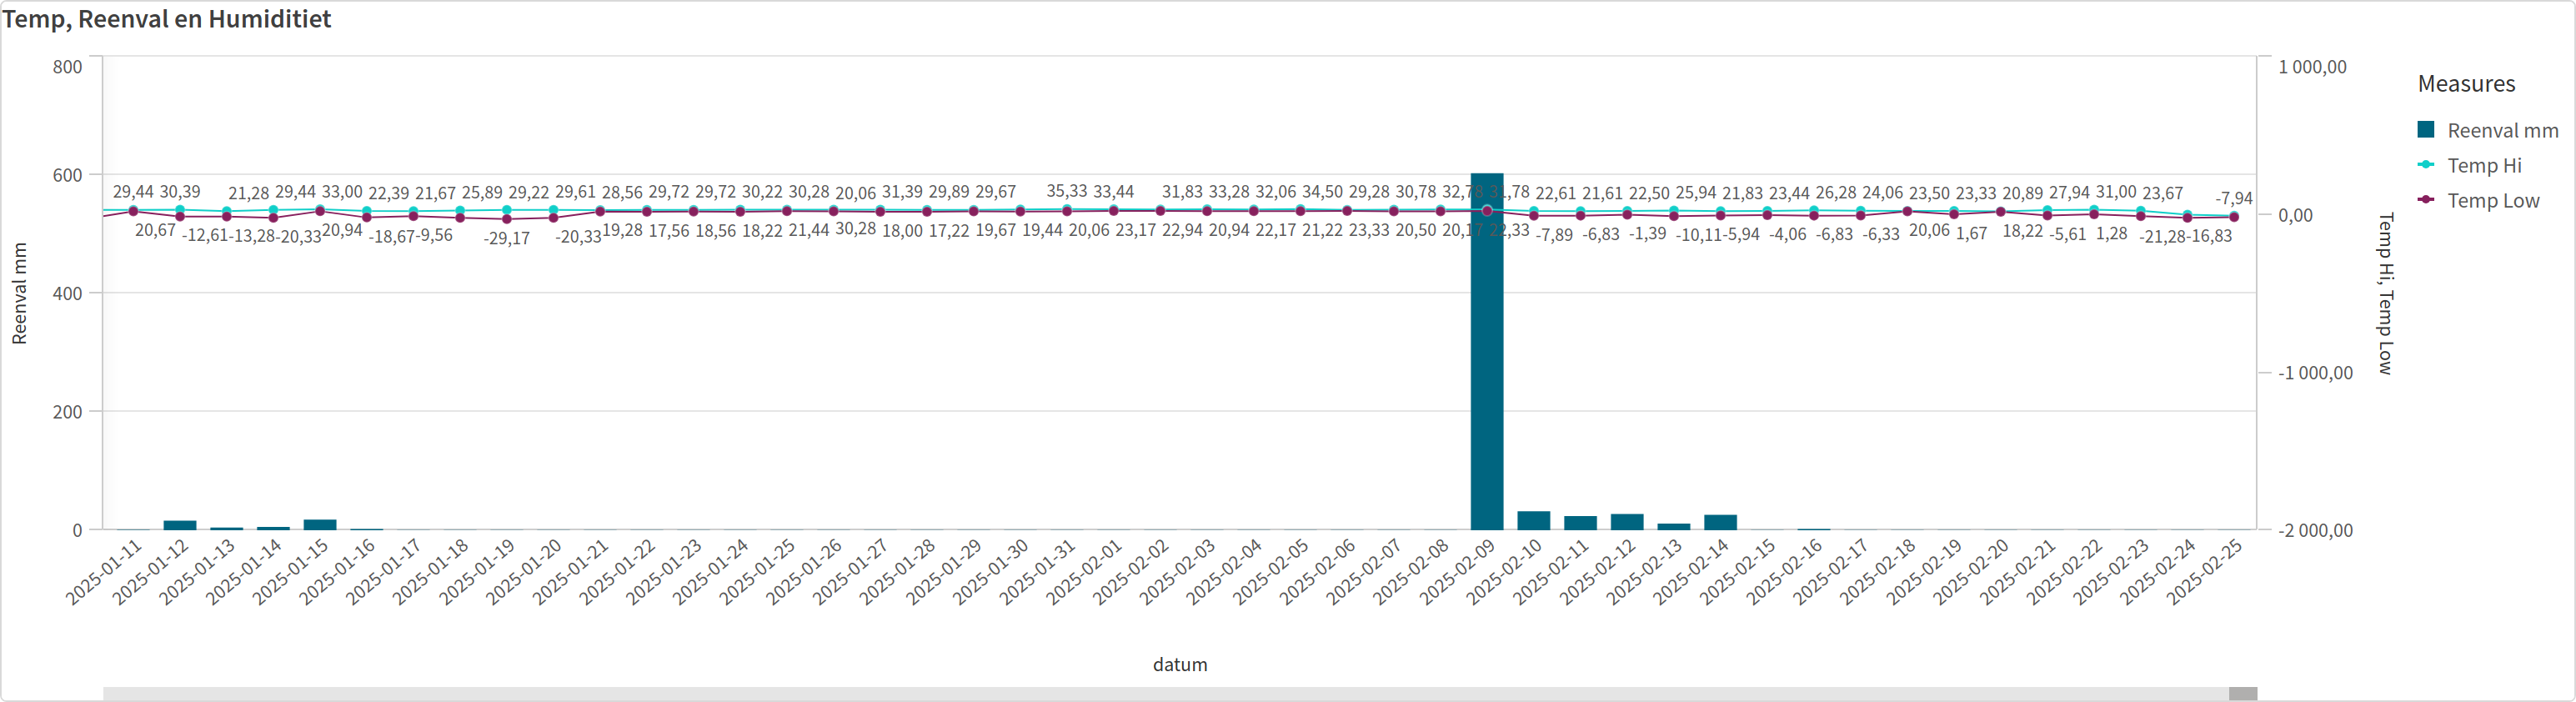 Temp, Reenval en Humiditiet
800
600
400
200
0
Reenval mm
1 000,00
0,00
-1 000,00
-2 000,00
Temp Hi, Temp Low
Measures
Reenval mm
Temp Hi
Temp Low
29,44 30,39 21,28 29,44 33,00 22,39 21,67 25,89 29,22 29,61 28,56 29,72 29,72 30,22 30,28 20,06 31,39 29,89 29,67 35,33 33,44 31,83 33,28 32,06 34,50 29,28 30,78 32,78 31,78 22,61 21,61 22,50 25,94 21,83 23,44 26,28 24,06 23,50 23,33 20,89 27,94 31,00 23,67 -7,94
20,67 -12,61 -13,28 -20,33 20,94 -18,67 -9,56 -29,17 -20,33 19,28 17,56 18,56 18,22 21,44 30,28 18,00 17,22 19,67 19,44 20,06 23,17 22,94 20,94 22,17 21,22 23,33 20,50 20,17 22,33 -7,89 -6,83 -1,39 -10,11 -5,94 -4,06 -6,83 -6,33 20,06 1,67 18,22 -5,61 1,28 -21,28 -16,83
2025-01-11 2025-01-12 2025-01-13 2025-01-14 2025-01-15 2025-01-16 2025-01-17 2025-01-18 2025-01-19 2025-01-20 2025-01-21 2025-01-22 2025-01-23 2025-01-24 2025-01-25 2025-01-26 2025-01-27 2025-01-28 2025-01-29 2025-01-30 2025-01-31 2025-02-01 2025-02-02 2025-02-03 2025-02-04 2025-02-05 2025-02-06 2025-02-07 2025-02-08 2025-02-09 2025-02-10 2025-02-11 2025-02-12 2025-02-13 2025-02-14 2025-02-15 2025-02-16 2025-02-17 2025-02-18 2025-02-19 2025-02-20 2025-02-21 2025-02-22 2025-02-23 2025-02-24 2025-02-25
datum